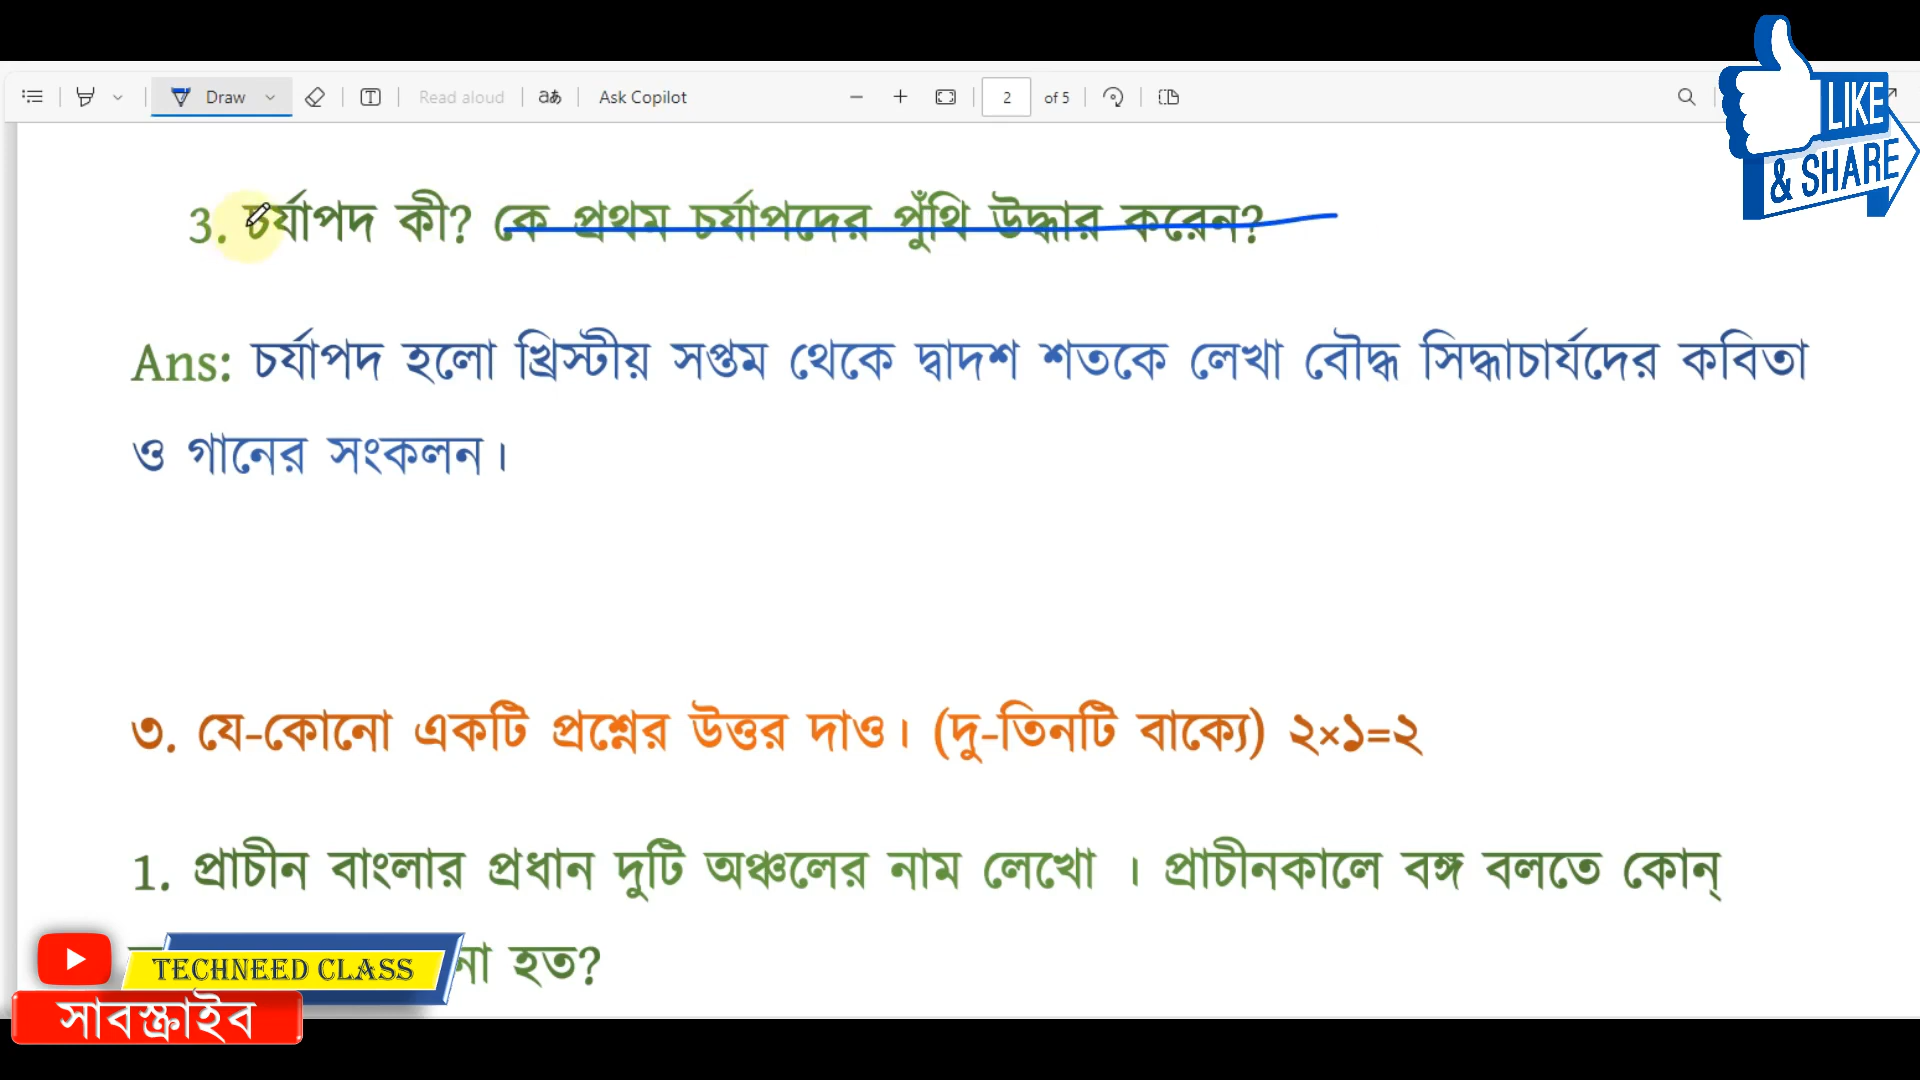 Draw
Read aloud
aあ
Ask Copilot
2
of 5
LIKE
& SHARE
3. চর্যাপদ কী? কে প্রথম চর্যাপদের পুঁথি উদ্ধার করেন?
Ans: চর্যাপদ হলো খ্রিস্টীয় সপ্তম থেকে দ্বাদশ শতকে লেখা বৌদ্ধ সিদ্ধাচার্যদের কবিতা
ও গানের সংকলন।
৩. যে-কোনো একটি প্রশ্নের উত্তর দাও। (দু-তিনটি বাক্যে) ২×১=২
1. প্রাচীন বাংলার প্রধান দুটি অঞ্চলের নাম লেখো । প্রাচীনকালে বঙ্গ বলতে কোন্
হত?
TECHNEED CLASS
সাবস্ক্রাইব